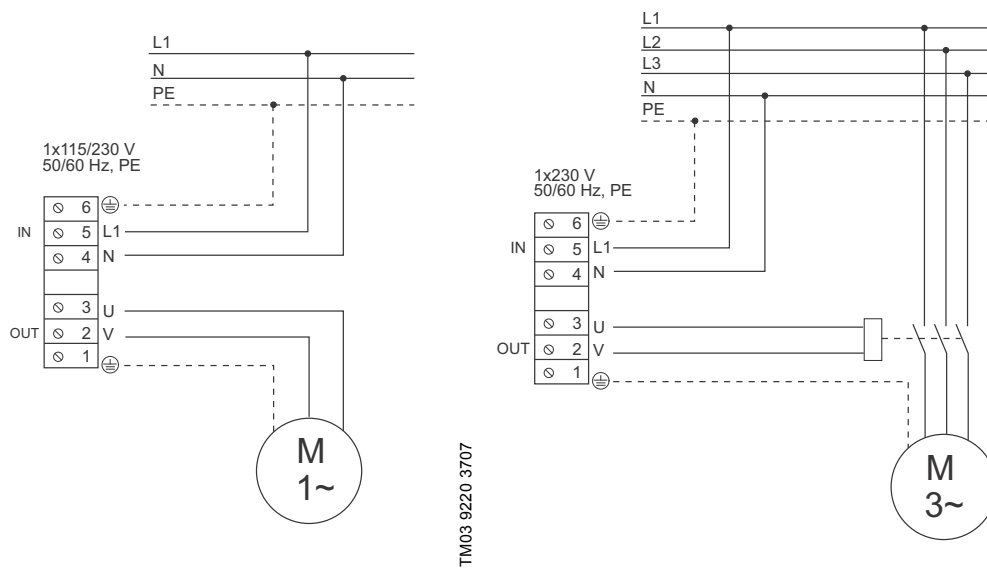 L1
N
PE
1x115/230 V
50/60 Hz, PE
6
IN 5 L1
4 N
3 U
OUT 2 V
1
M
1~
TM03 9220 3707
L1
L2
L3
N
PE
1x230 V
50/60 Hz, PE
6
IN 5 L1
4 N
3 U
OUT 2 V
1
M
3~